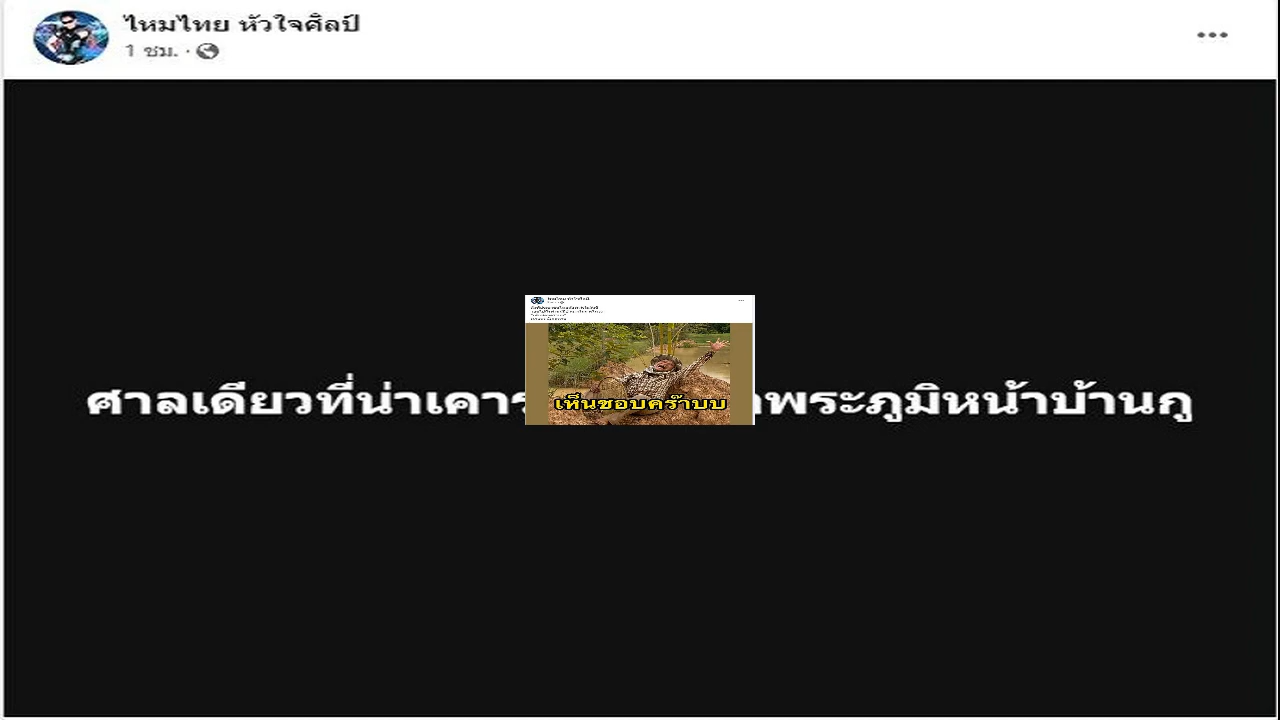 ไหมไทย หัวใจศิลป์
1 ชม.
ศาลเดียวที่น่าเคาร พระภูมิหน้าบ้านกู
เห็นชอบคร๊าบบ